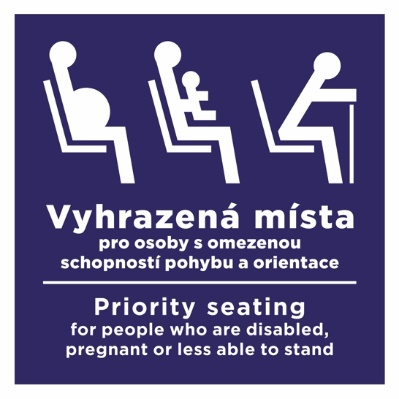 Vyhrazená místa
pro osoby s omezenou
schopností pohybu a orientace
Priority seating
for people who are disabled,
pregnant or less able to stand